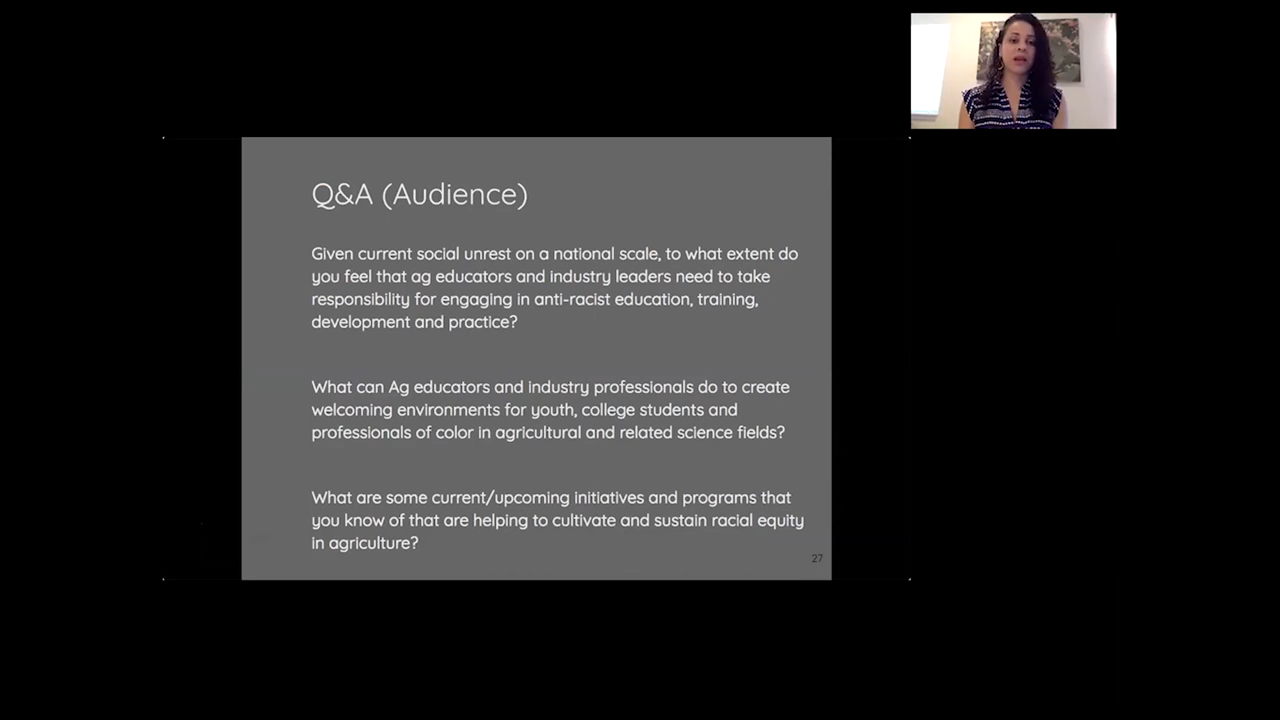 Q&A (Audience)
Given current social unrest on a national scale, to what extent do
you feel that ag educators and industry leaders need to take
responsibility for engaging in anti-racist education, training,
development and practice?
What can Ag educators and industry professionals do to create
welcoming environments for youth, college students and
professionals of color in agricultural and related science fields?
What are some current/upcoming initiatives and programs that
you know of that are helping to cultivate and sustain racial equity
in agriculture?
27